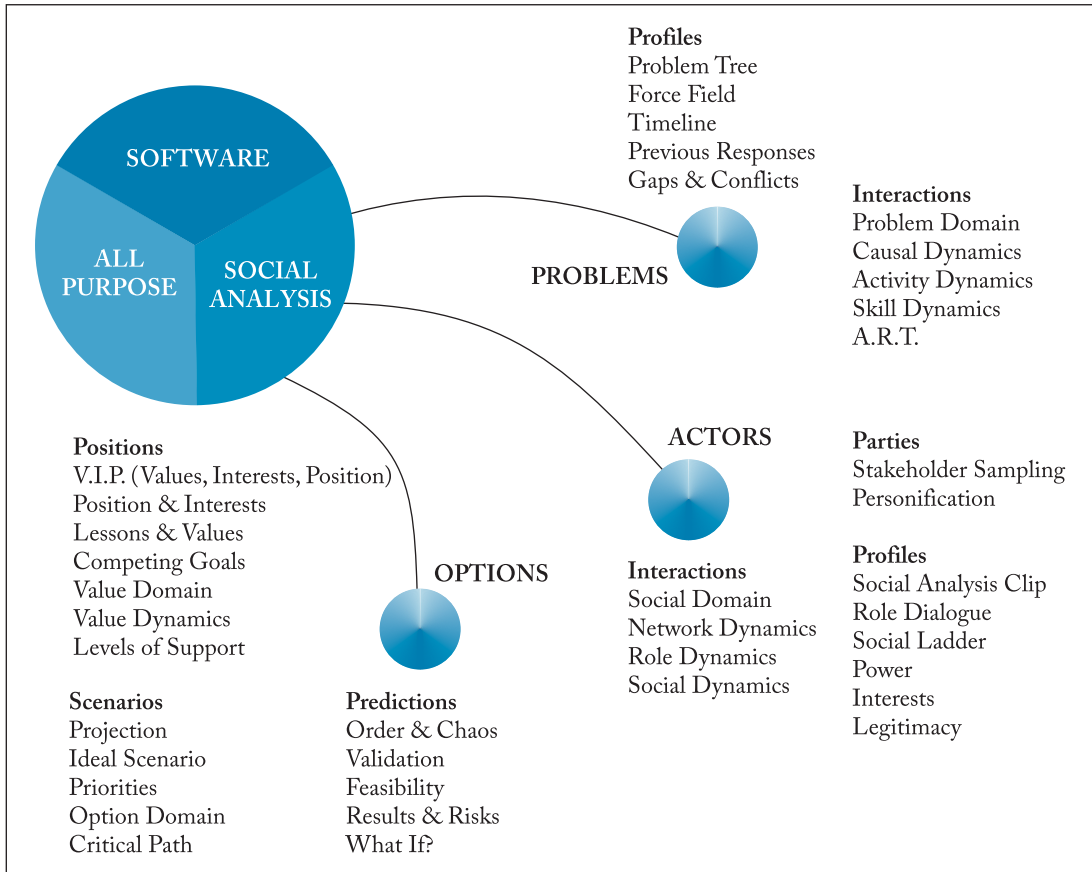 SOFTWARE
ALL
PURPOSE
SOCIAL
ANALYSIS
PROBLEMS
Profiles
Problem Tree
Force Field
Timeline
Previous Responses
Gaps & Conflicts
Interactions
Problem Domain
Causal Dynamics
Activity Dynamics
Skill Dynamics
A.R.T.
ACTORS
Parties
Stakeholder Sampling
Personification
Profiles
Social Analysis Clip
Role Dialogue
Social Ladder
Power
Interests
Legitimacy
Interactions
Social Domain
Network Dynamics
Role Dynamics
Social Dynamics
OPTIONS
Positions
V.I.P. (Values, Interests, Position)
Position & Interests
Lessons & Values
Competing Goals
Value Domain
Value Dynamics
Levels of Support
Scenarios
Projection
Ideal Scenario
Priorities
Option Domain
Critical Path
Predictions
Order & Chaos
Validation
Feasibility
Results & Risks
What If?